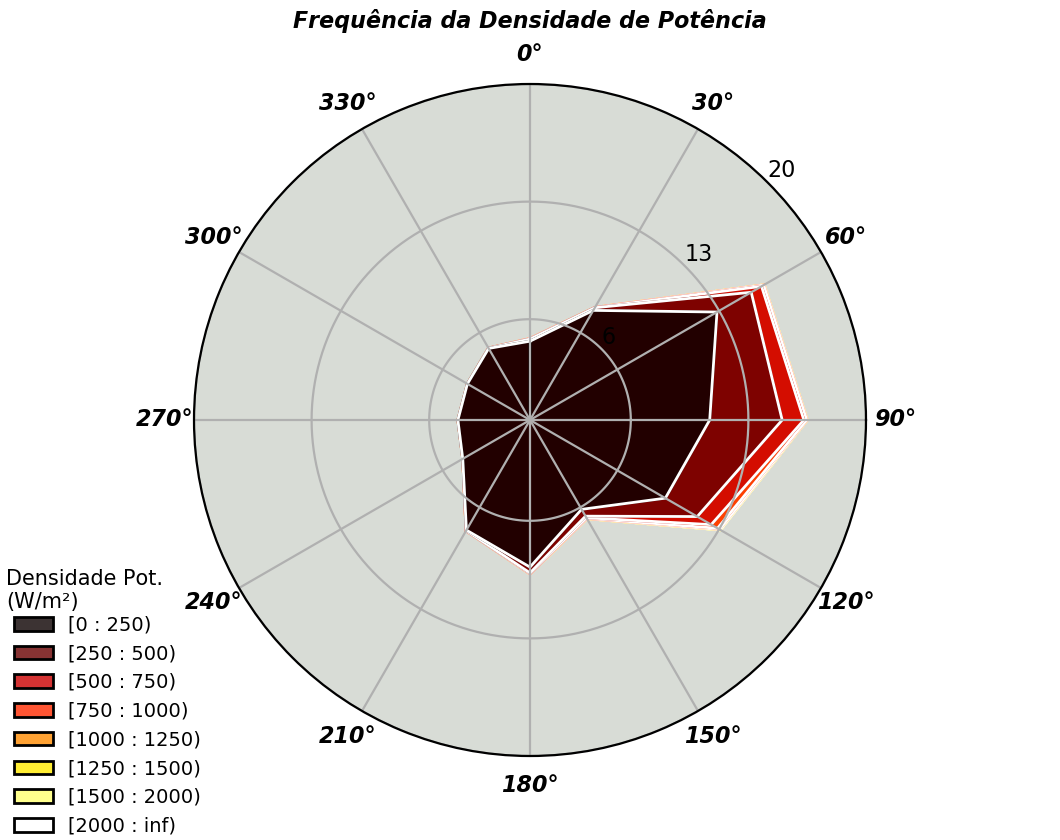 Frequência da Densidade de Potência
0°
330°
30°
20
300°
60°
13
6
270°
90°
240°
120°
210°
150°
180°
Densidade Pot.
(W/m²)
[0 : 250)
[250 : 500)
[500 : 750)
[750 : 1000)
[1000 : 1250)
[1250 : 1500)
[1500 : 2000)
[2000 : inf)